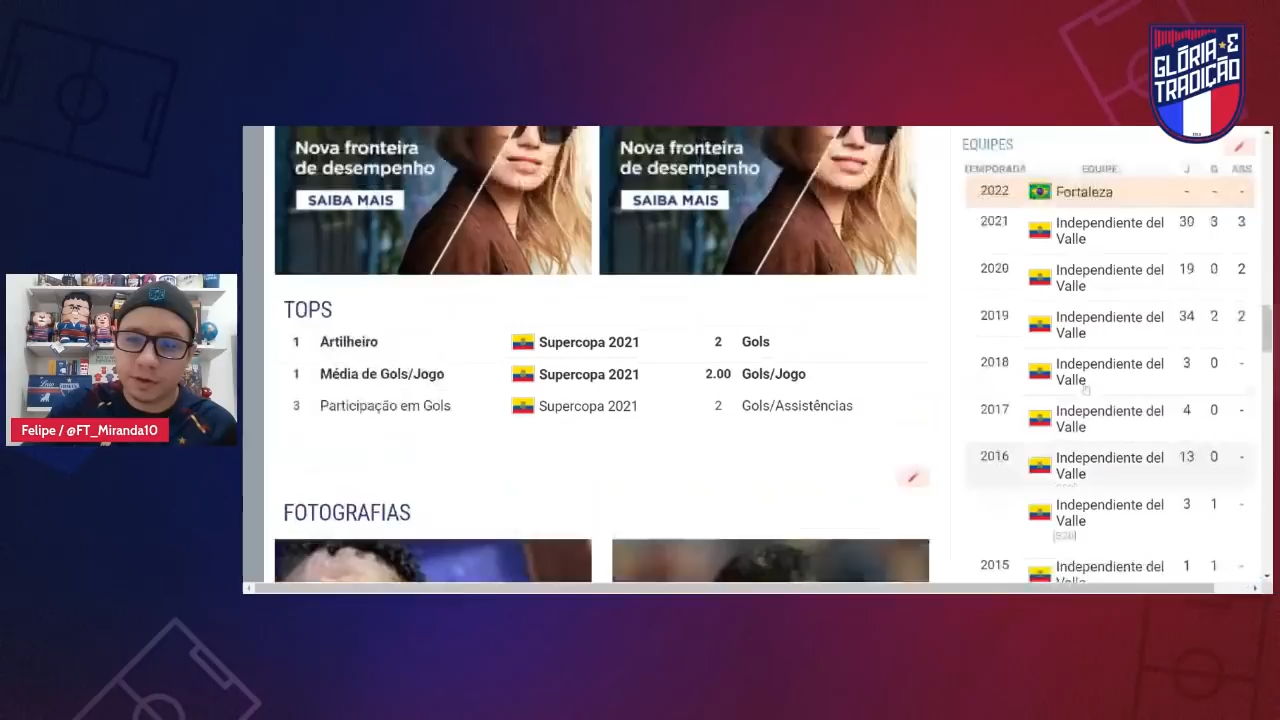 GLÓRIA E
TRADIÇÃO
Nova fronteira
de desempenho
SAIBA MAIS
Nova fronteira
de desempenho
SAIBA MAIS
TOPS
1 Artilheiro Supercopa 2021 2 Gols
1 Média de Gols/Jogo Supercopa 2021 2.00 Gols/Jogo
3 Participação em Gols Supercopa 2021 2 Gols/Assistências
FOTOGRAFIAS
EQUIPES
TEMPORADA EQUIPE J G ASS
2022 Fortaleza - - -
2021 Independiente del 30 3 3
Valle
2020 Independiente del 19 0 2
Valle
2019 Independiente del 34 2 2
Valle
2018 Independiente del 3 0 -
Valle
2017 Independiente del 4 0 -
Valle
2016 Independiente del 13 0 -
Valle
Independiente del 3 1 -
Valle
[S20]
2015 Independiente del 1 1 -
Valle
Felipe / @FT_Miranda10